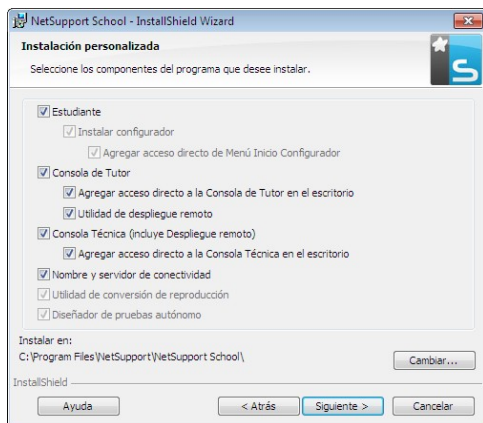 NetSupport School - InstallShield Wizard
Instalación personalizada
Seleccione los componentes del programa que desee instalar.
Estudiante
Instalar configurador
Agregar acceso directo de Menú Inicio Configurador
Consola de Tutor
Agregar acceso directo a la Consola de Tutor en el escritorio
Utilidad de despliegue remoto
Consola Técnica (incluye Despliegue remoto)
Agregar acceso directo a la Consola Técnica en el escritorio
Nombre y servidor de conectividad
Utilidad de conversión de reproducción
Diseñador de pruebas autónomo
Instalar en:
C:\Program Files\NetSupport\NetSupport School\
Cambiar...
InstallShield
Ayuda < Atrás Siguiente > Cancelar